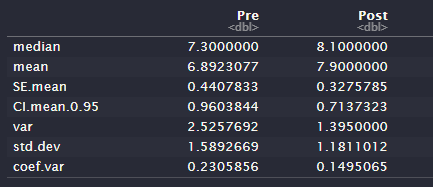 Pre Post
<dbl> <dbl>
median 7.3000000 8.1000000
mean 6.8923077 7.9000000
SE.mean 0.4407833 0.3275785
CI.mean.0.95 0.9603844 0.7137323
var 2.5257692 1.3950000
std.dev 1.5892669 1.1811012
coef.var 0.2305856 0.1495065